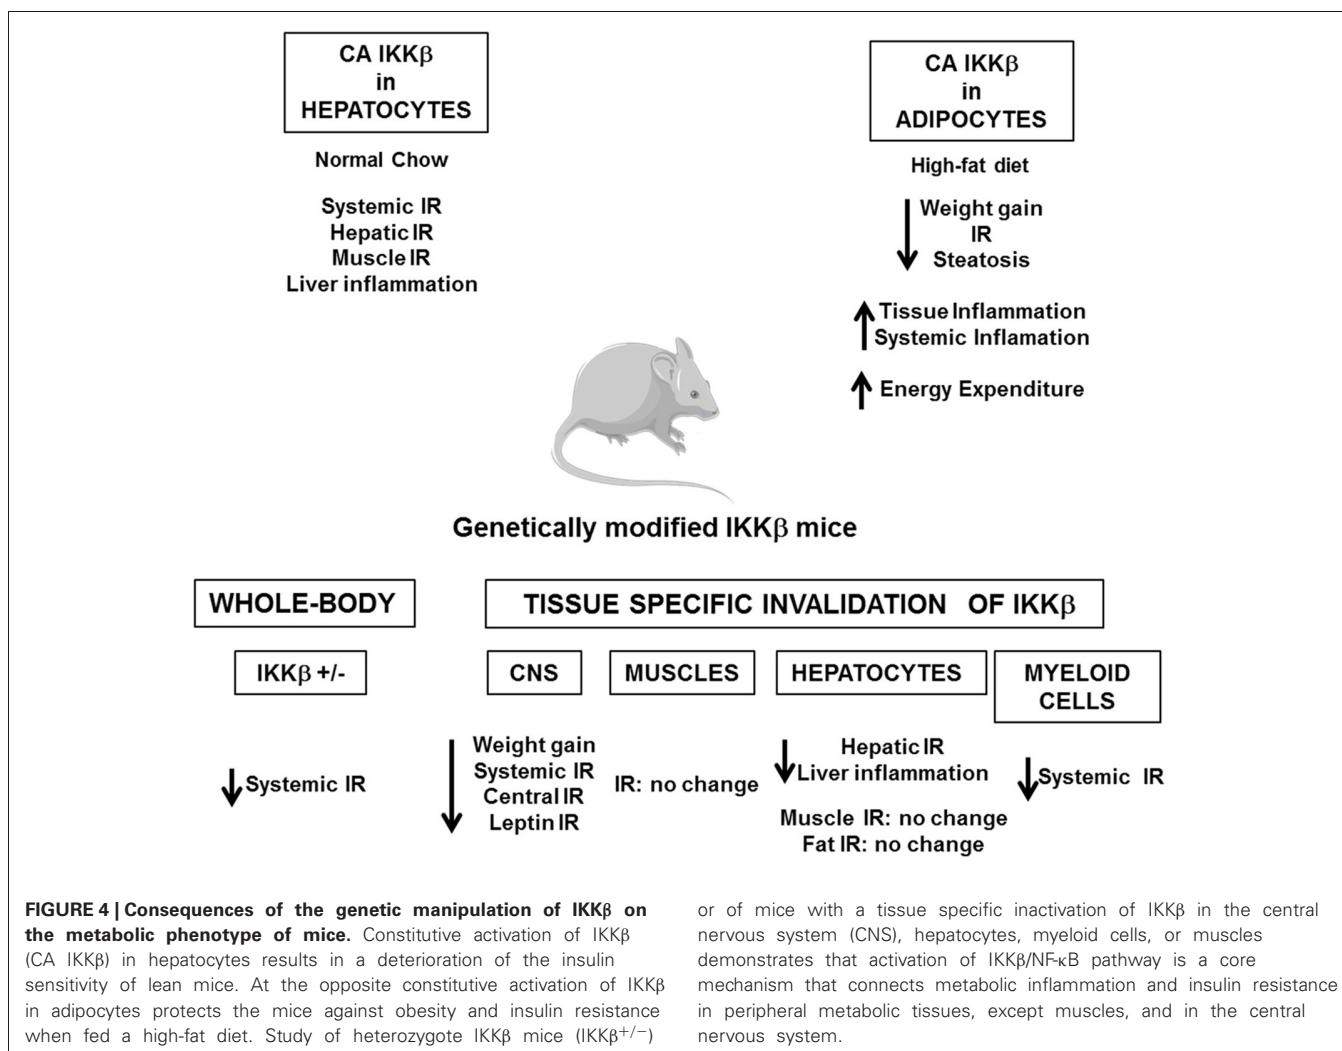 CA IKKβ
in
HEPATOCYTES
Normal Chow
Systemic IR
Hepatic IR
Muscle IR
Liver inflammation
CA IKKβ
in
ADIPOCYTES
High-fat diet
Weight gain
IR
Steatosis
Tissue Inflammation
Systemic Inflamation
Energy Expenditure
Genetically modified IKKβ mice
WHOLE-BODY
IKKβ +/-
Systemic IR
TISSUE SPECIFIC INVALIDATION OF IKKβ
CNS
Weight gain
Systemic IR
Central IR
Leptin IR
MUSCLES
IR: no change
HEPATOCYTES
Hepatic IR
Liver inflammation
Muscle IR: no change
Fat IR: no change
MYELOID
CELLS
Systemic IR
FIGURE 4 | Consequences of the genetic manipulation of IKKβ on
the metabolic phenotype of mice. Constitutive activation of IKKβ
(CA IKKβ) in hepatocytes results in a deterioration of the insulin
sensitivity of lean mice. At the opposite constitutive activation of IKKβ
in adipocytes protects the mice against obesity and insulin resistance
when fed a high-fat diet. Study of heterozygote IKKβ mice (IKKβ+/−)
or of mice with a tissue specific inactivation of IKKβ in the central
nervous system (CNS), hepatocytes, myeloid cells, or muscles
demonstrates that activation of IKKβ/NF-κB pathway is a core
mechanism that connects metabolic inflammation and insulin resistance
in peripheral metabolic tissues, except muscles, and in the central
nervous system.